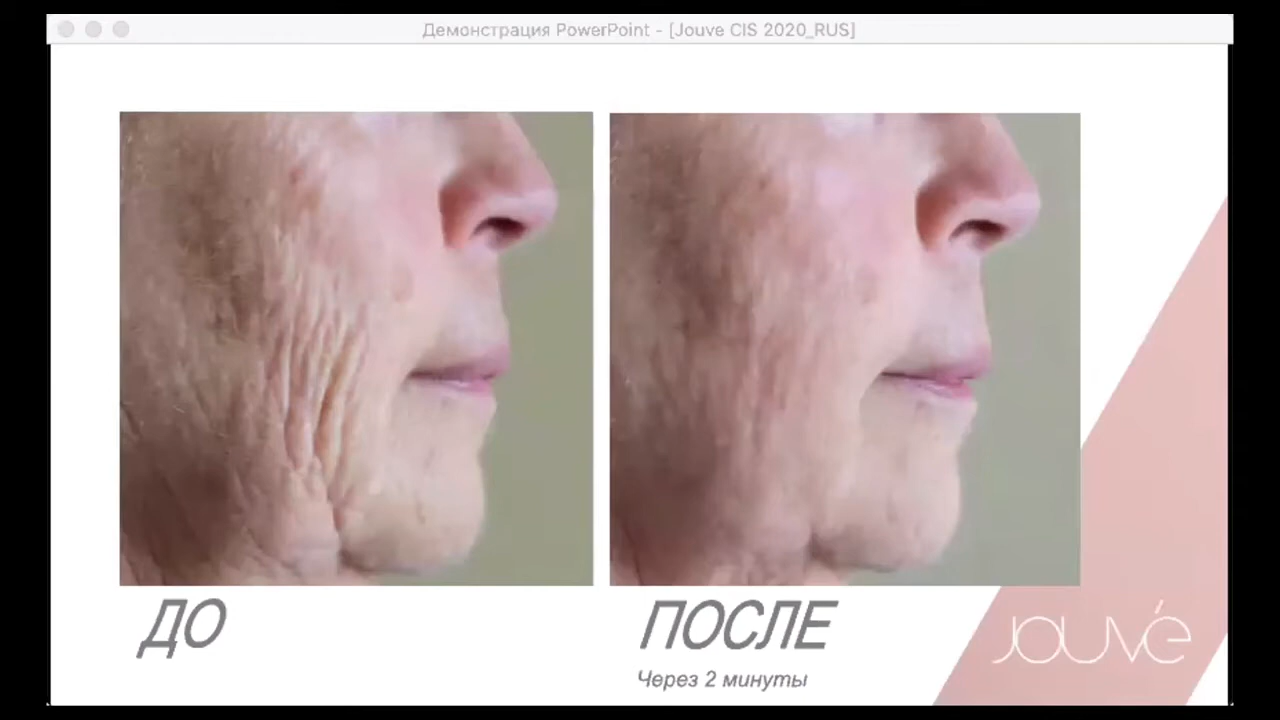 Демонстрация PowerPoint - [Jouve CIS 2020_RUS]
ДО
ПОСЛЕ
Через 2 минуты
JOUVÉ